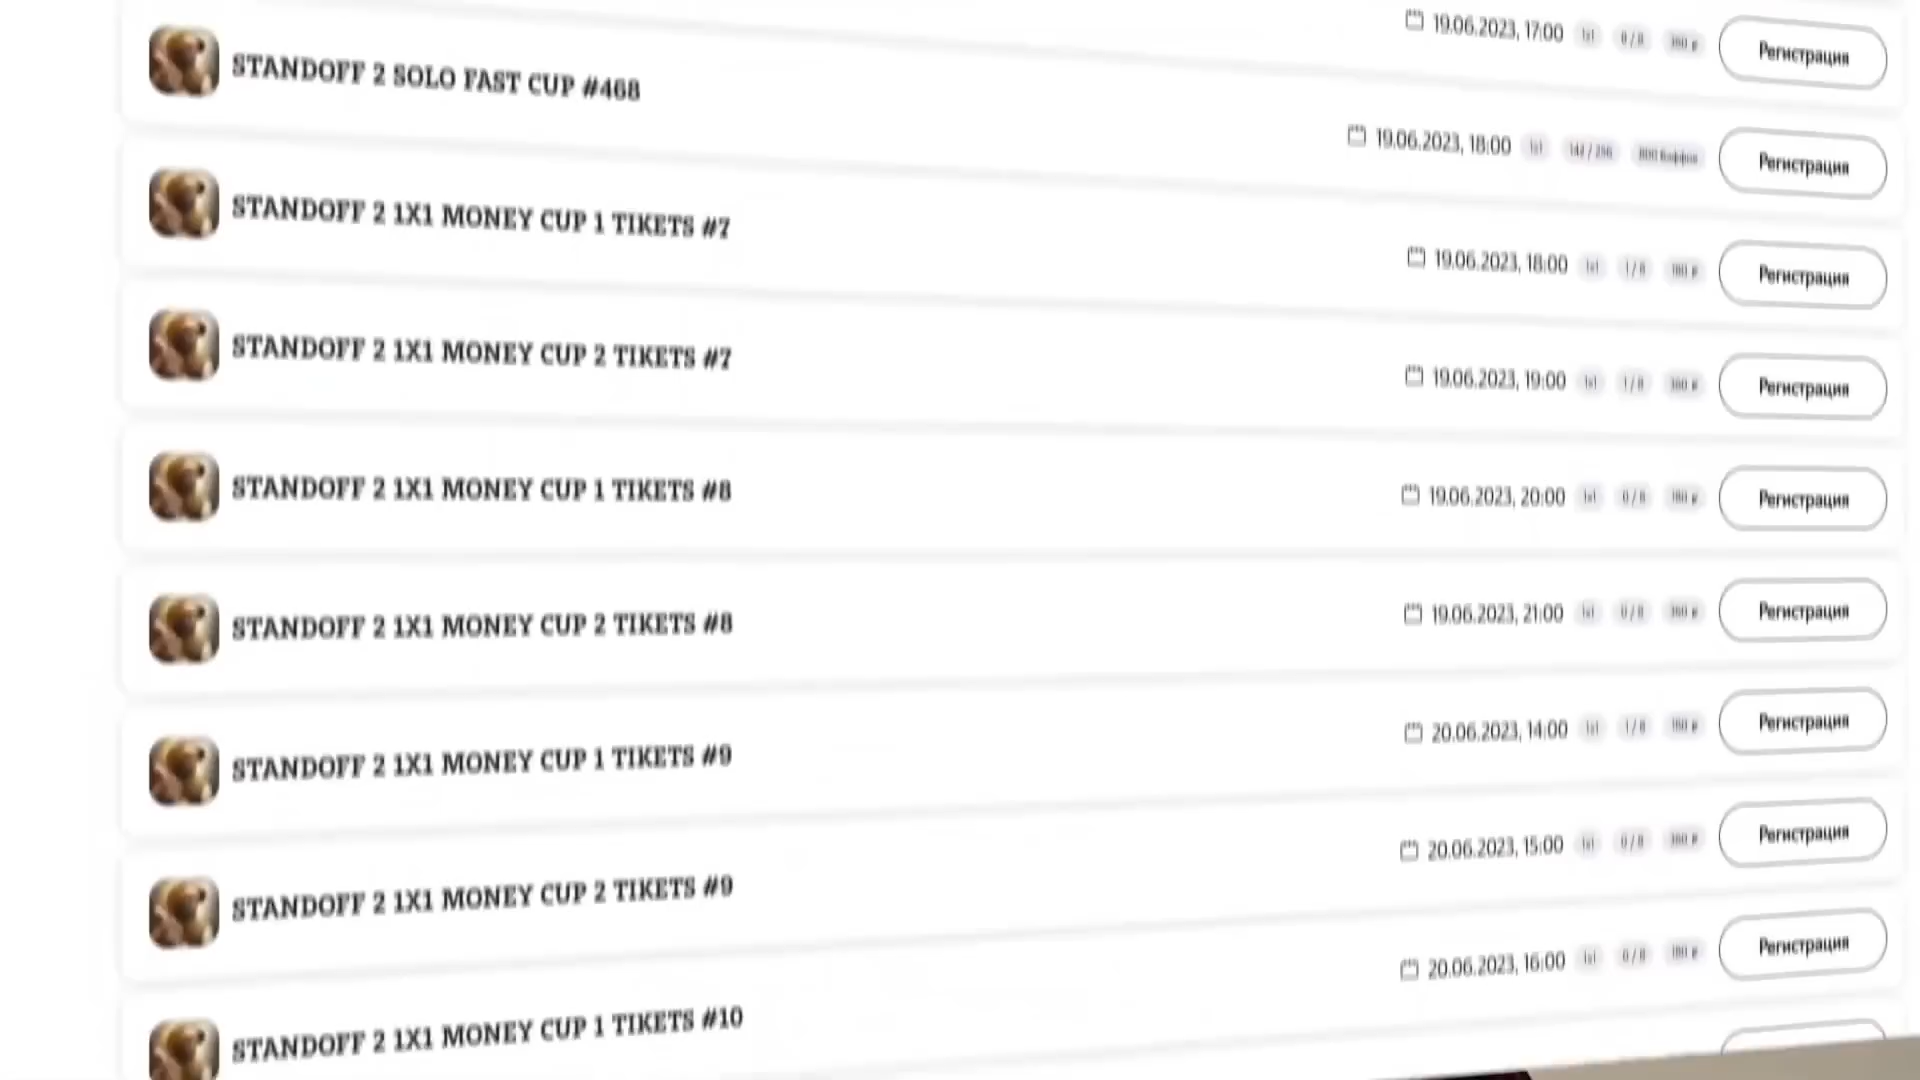 19.06.2023, 17:00 Регистрация
STANDOFF 2 SOLO FAST CUP #468 19.06.2023, 18:00 Регистрация
STANDOFF 2 1X1 MONEY CUP 1 TIKETS #7 19.06.2023, 18:00 Регистрация
STANDOFF 2 1X1 MONEY CUP 2 TIKETS #7 19.06.2023, 19:00 Регистрация
STANDOFF 2 1X1 MONEY CUP 1 TIKETS #8 19.06.2023, 20:00 Регистрация
STANDOFF 2 1X1 MONEY CUP 2 TIKETS #8 19.06.2023, 21:00 Регистрация
STANDOFF 2 1X1 MONEY CUP 1 TIKETS #9 20.06.2023, 14:00 Регистрация
STANDOFF 2 1X1 MONEY CUP 2 TIKETS #9 20.06.2023, 15:00 Регистрация
STANDOFF 2 1X1 MONEY CUP 1 TIKETS #10 20.06.2023, 16:00 Регистрация